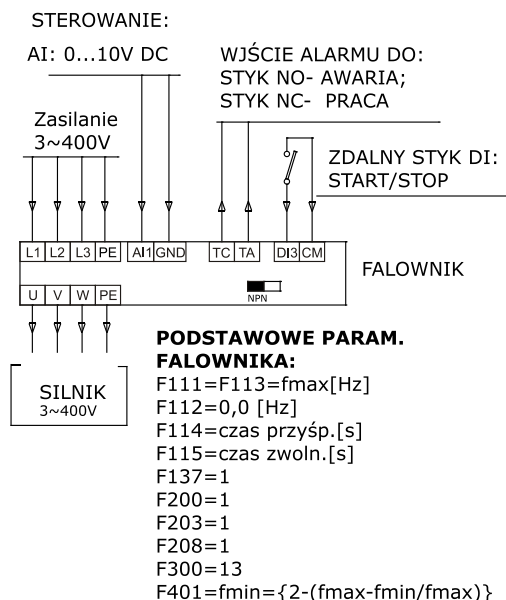 STEROWANIE:
AI: 0...10V DC
WJŚCIE ALARMU DO:
STYK NO- AWARIA;
STYK NC- PRACA
Zasilanie
3~400V
ZDALNY STYK DI:
START/STOP
L1 L2 L3 PE AI1 GND TC TA DI3 CM
FALOWNIK
U V W PE
NPN
SILNIK
3~400V
PODSTAWOWE PARAM.
FALOWNIKA:
F111=F113=fmax[Hz]
F112=0,0 [Hz]
F114=czas przyśp.[s]
F115=czas zwoln.[s]
F137=1
F200=1
F203=1
F208=1
F300=13
F401=fmin={2-(fmax-fmin/fmax)}